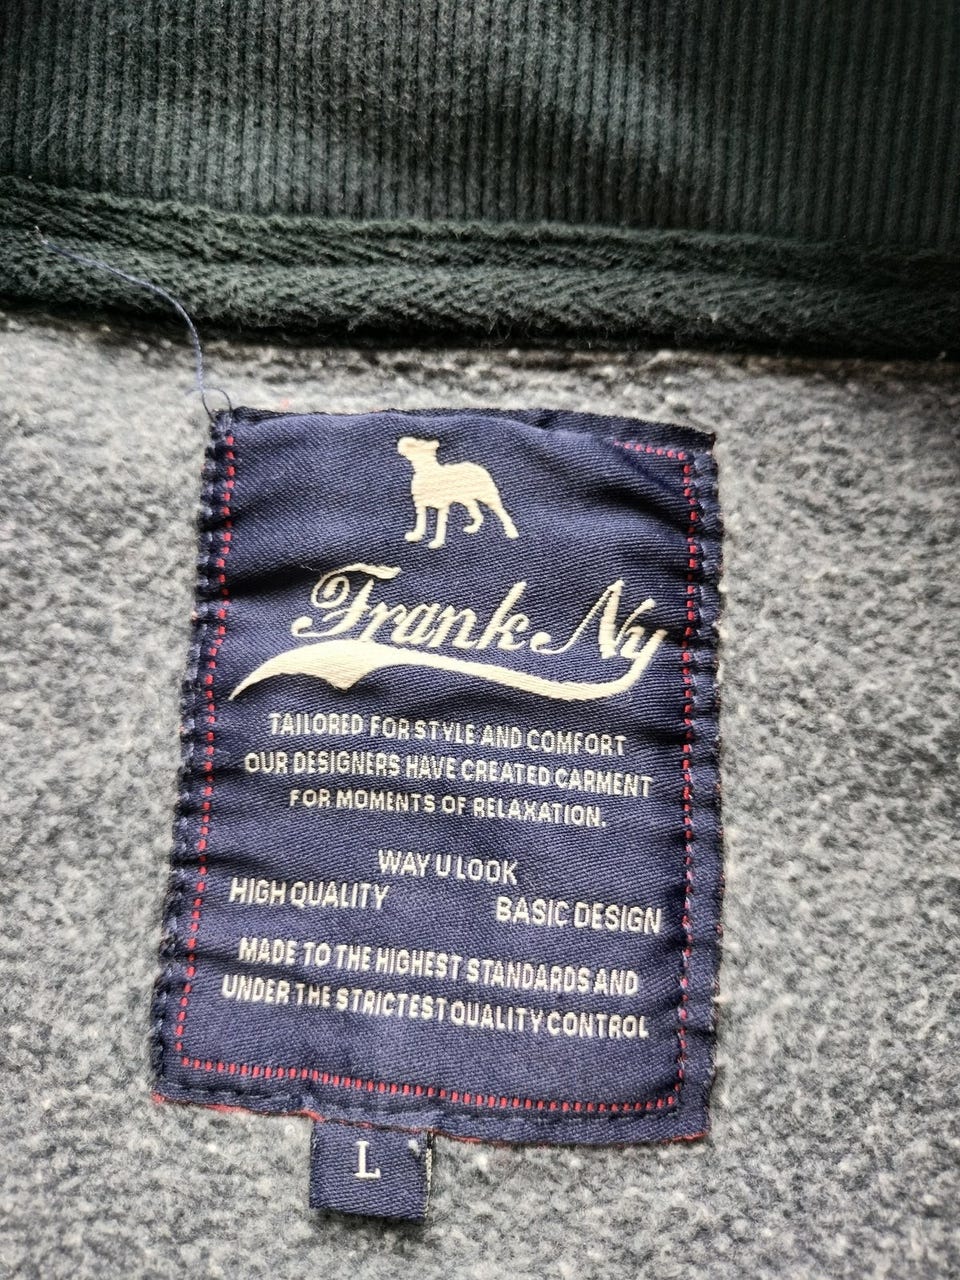 Frank Ny
TAILORED FOR STYLE AND COMFORT
OUR DESIGNERS HAVE CREATED CARMENT
FOR MOMENTS OF RELAXATION.
WAY U LOOK
HIGH QUALITY
BASIC DESIGN
MADE TO THE HIGHEST STANDARDS AND
UNDER THE STRICTEST QUALITY CONTROL
L